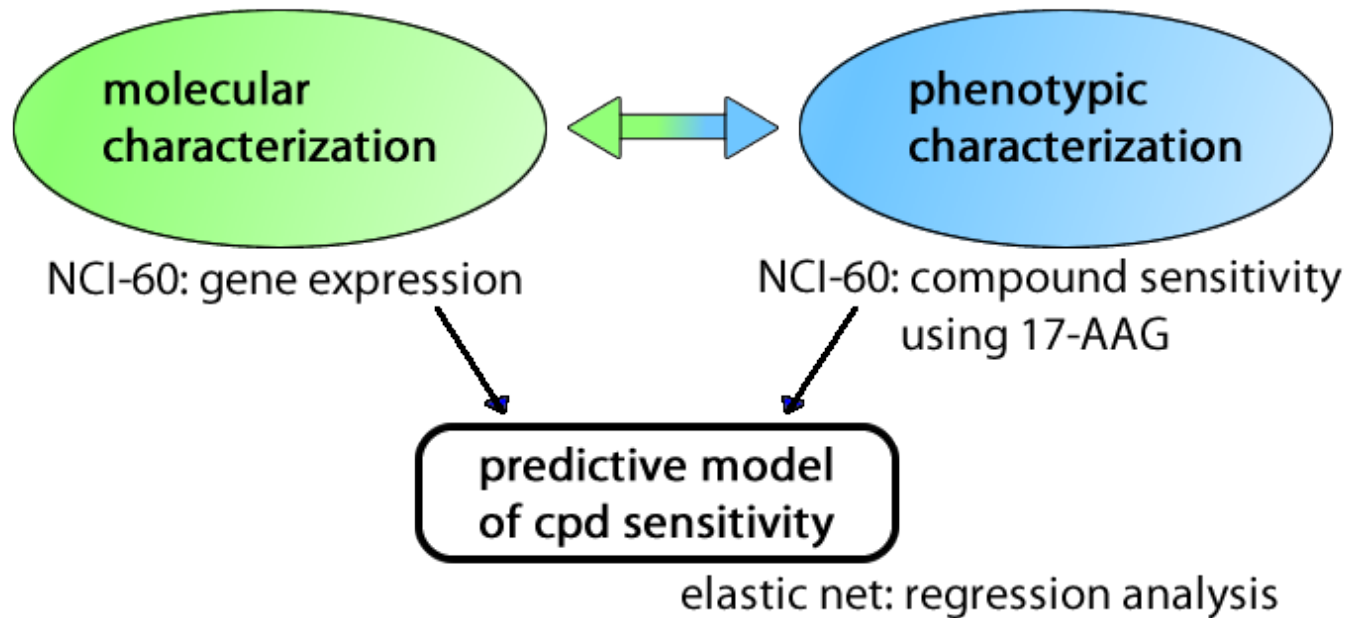 molecular
characterization
phenotypic
characterization
NCI-60: gene expression
NCI-60: compound sensitivity
using 17-AAG
predictive model
of cpd sensitivity
elastic net: regression analysis